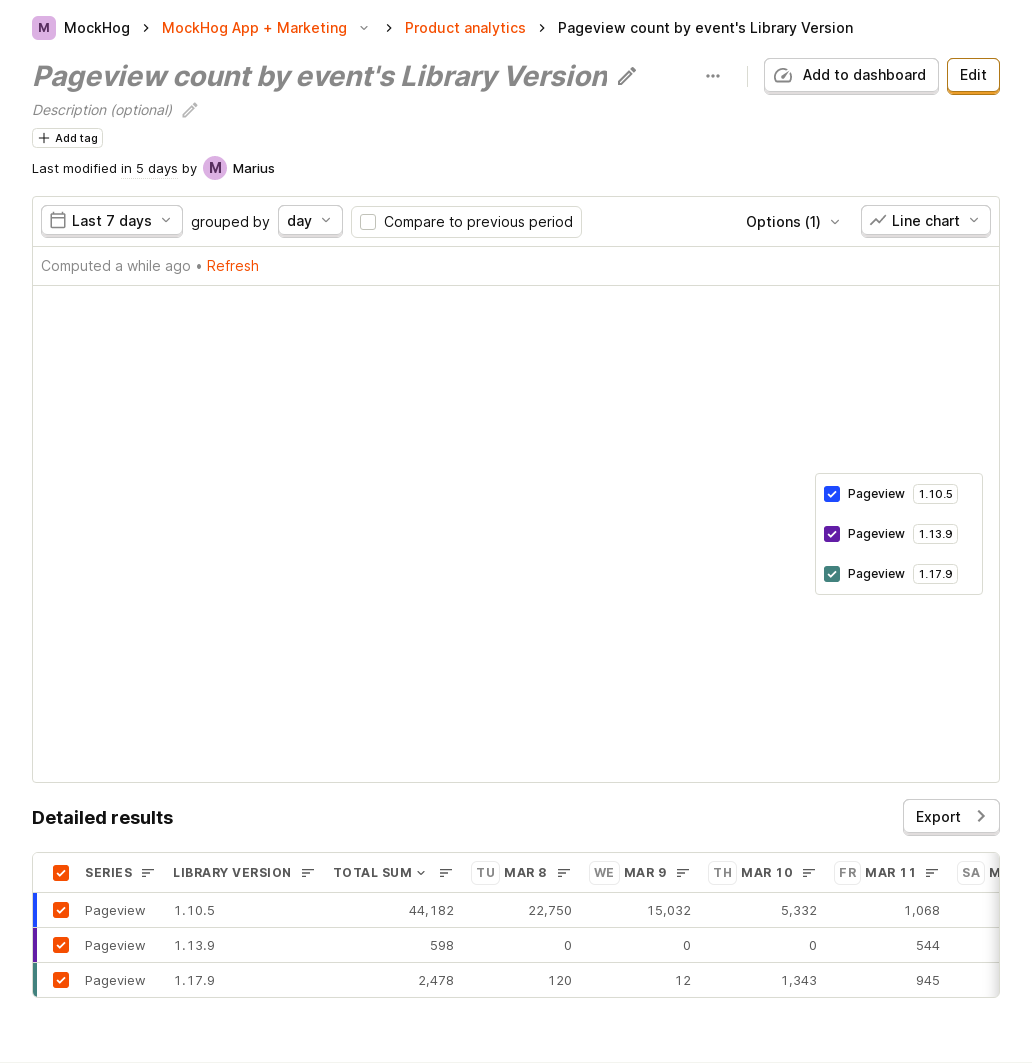 M MockHog MockHog App + Marketing Product analytics Pageview count by event's Library Version
Pageview count by event's Library Version
Add to dashboard Edit
Description (optional)
Add tag
Last modified in 5 days by M Marius
Last 7 days grouped by day Compare to previous period Options (1) Line chart
Computed a while ago • Refresh
Pageview 1.10.5
Pageview 1.13.9
Pageview 1.17.9
Detailed results Export
SERIES LIBRARY VERSION TOTAL SUM TU MAR 8 WE MAR 9 TH MAR 10 FR MAR 11 SA M
Pageview 1.10.5 44,182 22,750 15,032 5,332 1,068
Pageview 1.13.9 598 0 0 0 544
Pageview 1.17.9 2,478 120 12 1,343 945